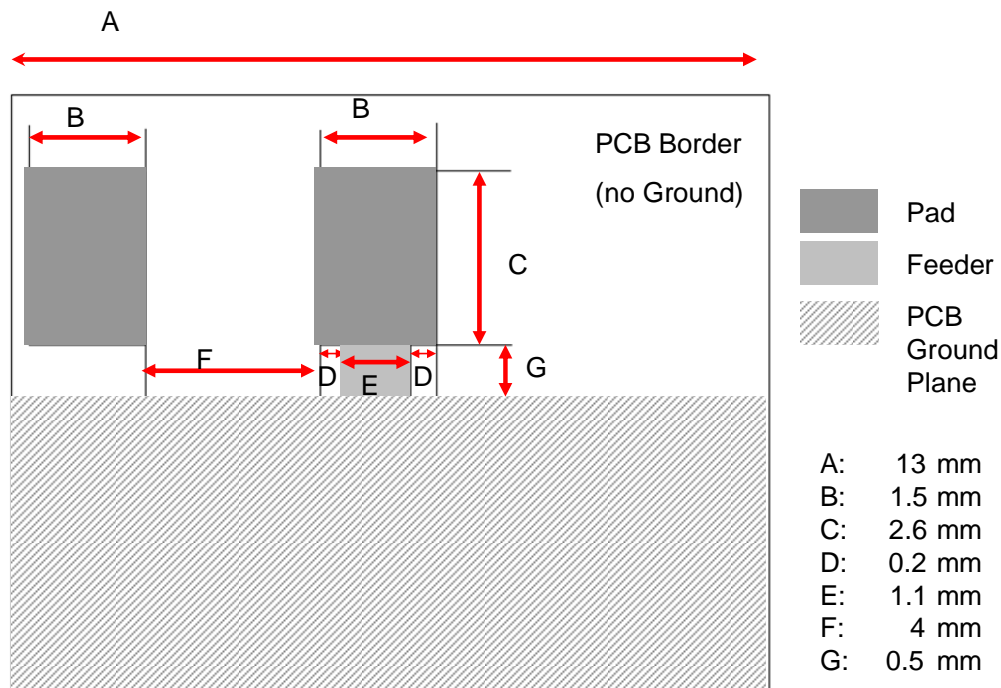 A
B
B
PCB Border
(no Ground)
C
F
D
E
D
G
Pad
Feeder
PCB
Ground
Plane
A: 13 mm
B: 1.5 mm
C: 2.6 mm
D: 0.2 mm
E: 1.1 mm
F: 4 mm
G: 0.5 mm